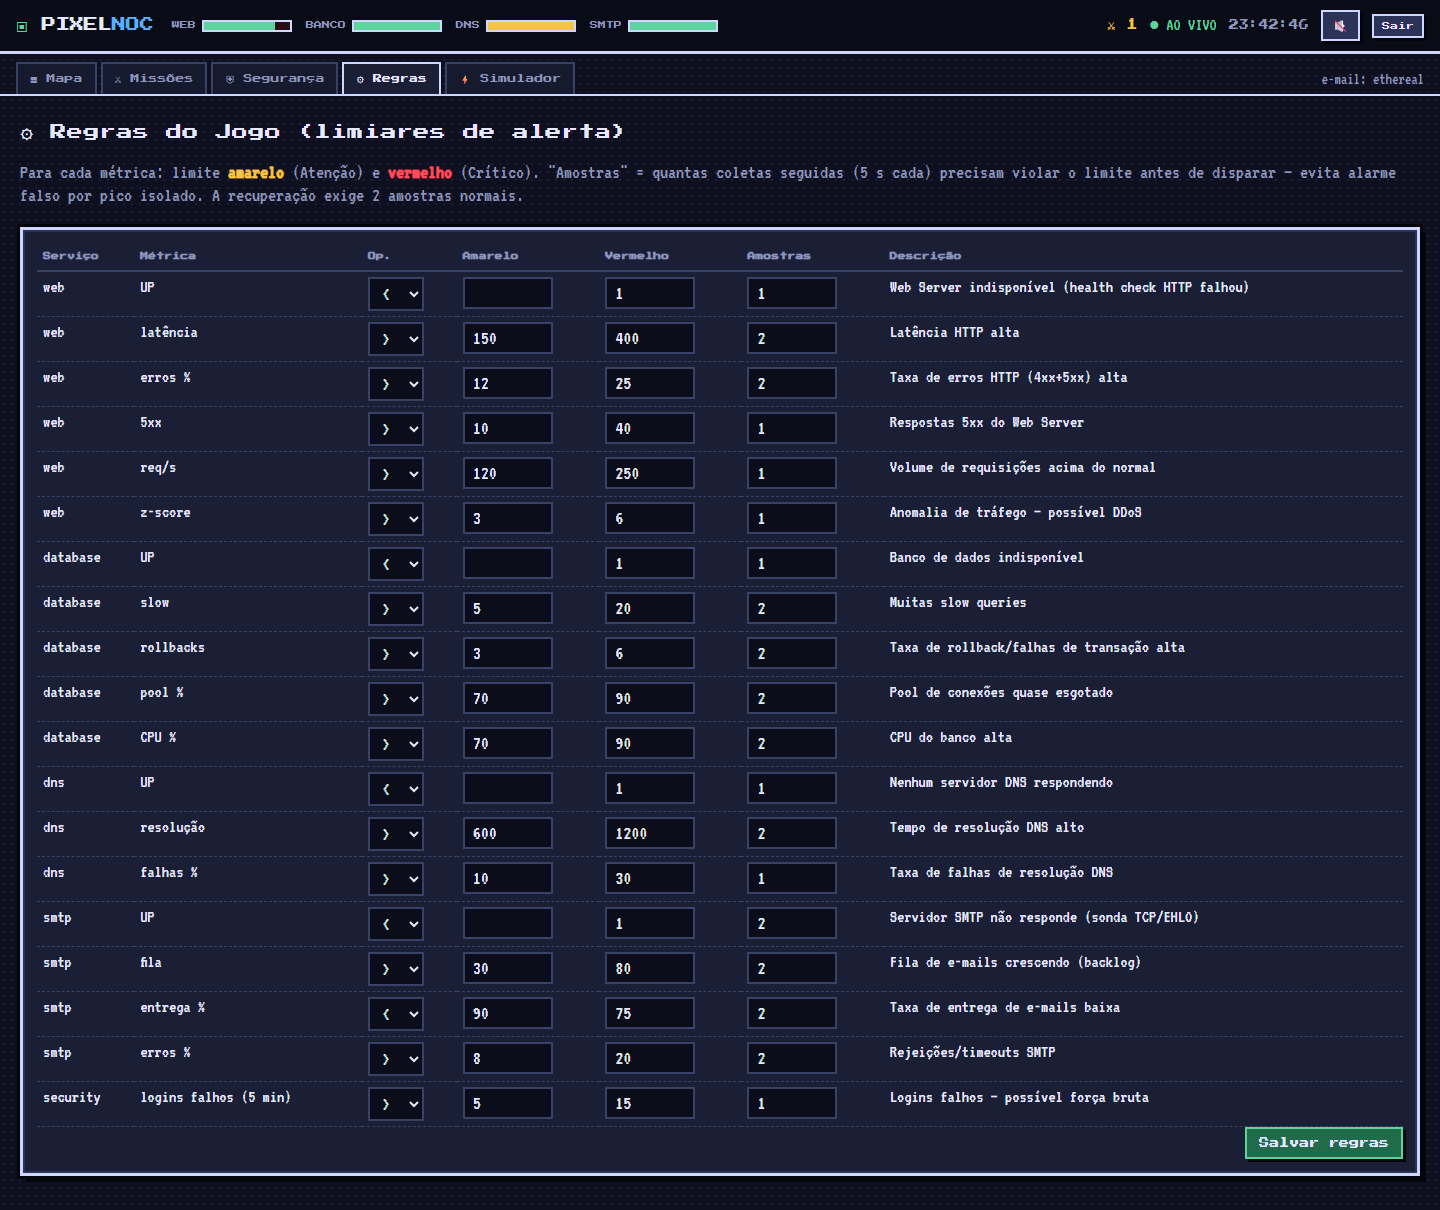 PIXELNOC WEB BANCO DNS SMTP ⚔ 1 ● AO VIVO 23:42:46 Sair
Mapa Missões Segurança Regras Simulador e-mail: ethereal
Regras do Jogo (limiares de alerta)
Para cada métrica: limite amarelo (Atenção) e vermelho (Crítico). "Amostras" = quantas coletas seguidas (5 s cada) precisam violar o limite antes de disparar — evita alarme
falso por pico isolado. A recuperação exige 2 amostras normais.
Serviço Métrica Op. Amarelo Vermelho Amostras Descrição
web UP < 1 1 Web Server indisponível (health check HTTP falhou)
web latência > 150 400 2 Latência HTTP alta
web erros % > 12 25 2 Taxa de erros HTTP (4xx+5xx) alta
web 5xx > 10 40 1 Respostas 5xx do Web Server
web req/s > 120 250 1 Volume de requisições acima do normal
web z-score > 3 6 1 Anomalia de tráfego — possível DDoS
database UP < 1 1 Banco de dados indisponível
database slow > 5 20 2 Muitas slow queries
database rollbacks > 3 6 2 Taxa de rollback/falhas de transação alta
database pool % > 70 90 2 Pool de conexões quase esgotado
database CPU % > 70 90 2 CPU do banco alta
dns UP < 1 1 Nenhum servidor DNS respondendo
dns resolução > 600 1200 2 Tempo de resolução DNS alto
dns falhas % > 10 30 1 Taxa de falhas de resolução DNS
smtp UP < 1 2 Servidor SMTP não responde (sonda TCP/EHLO)
smtp fila > 30 80 2 Fila de e-mails crescendo (backlog)
smtp entrega % < 90 75 2 Taxa de entrega de e-mails baixa
smtp erros % > 8 20 2 Rejeições/timeouts SMTP
security logins falhos (5 min) > 5 15 1 Logins falhos — possível força bruta
Salvar regras